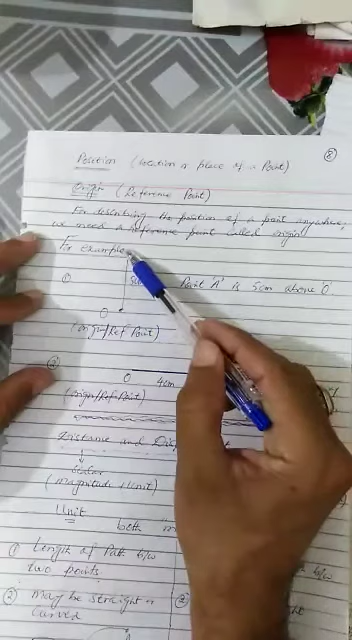 8
Position (Location or place of a Point)
Origin (Reference Point)
For describing the position of a point anywhere,
we need a reference point called origin
For example
① Point 'A' is 5cm above 'O'
O
(Origin/Ref Point)
②
O 4cm
(Origin/Ref Point)
Distance and
Scalar
(Magnitude + Unit)
Unit
both
① Length of Path b/w
two points.
② May be straight or
curved